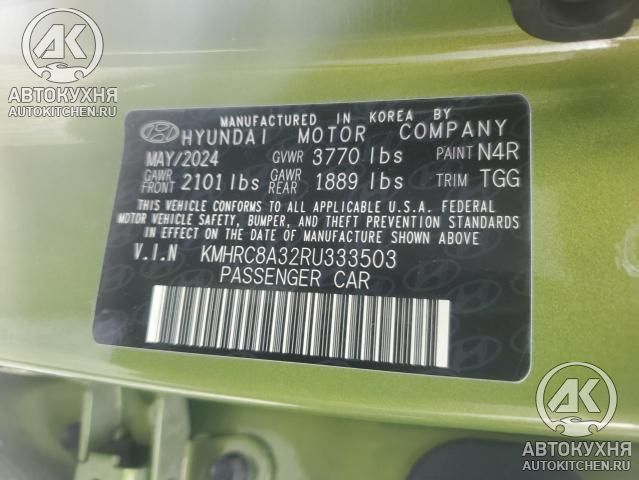 АК
АВТОКУХНЯ
AUTOKITCHEN.RU
MANUFACTURED IN KOREA BY
HYUNDAI MOTOR COMPANY
MAY/2024 GVWR 3770 lbs PAINT N4R
GAWR FRONT 2101 lbs GAWR REAR 1889 lbs TRIM TGG
THIS VEHICLE CONFORMS TO ALL APPLICABLE U.S.A. FEDERAL
MOTOR VEHICLE SAFETY, BUMPER, AND THEFT PREVENTION STANDARDS
IN EFFECT ON THE DATE OF MANUFACTURE SHOWN ABOVE.
V.I.N KMHRC8A32RU333503
PASSENGER CAR
АК
АВТОКУХНЯ
AUTOKITCHEN.RU